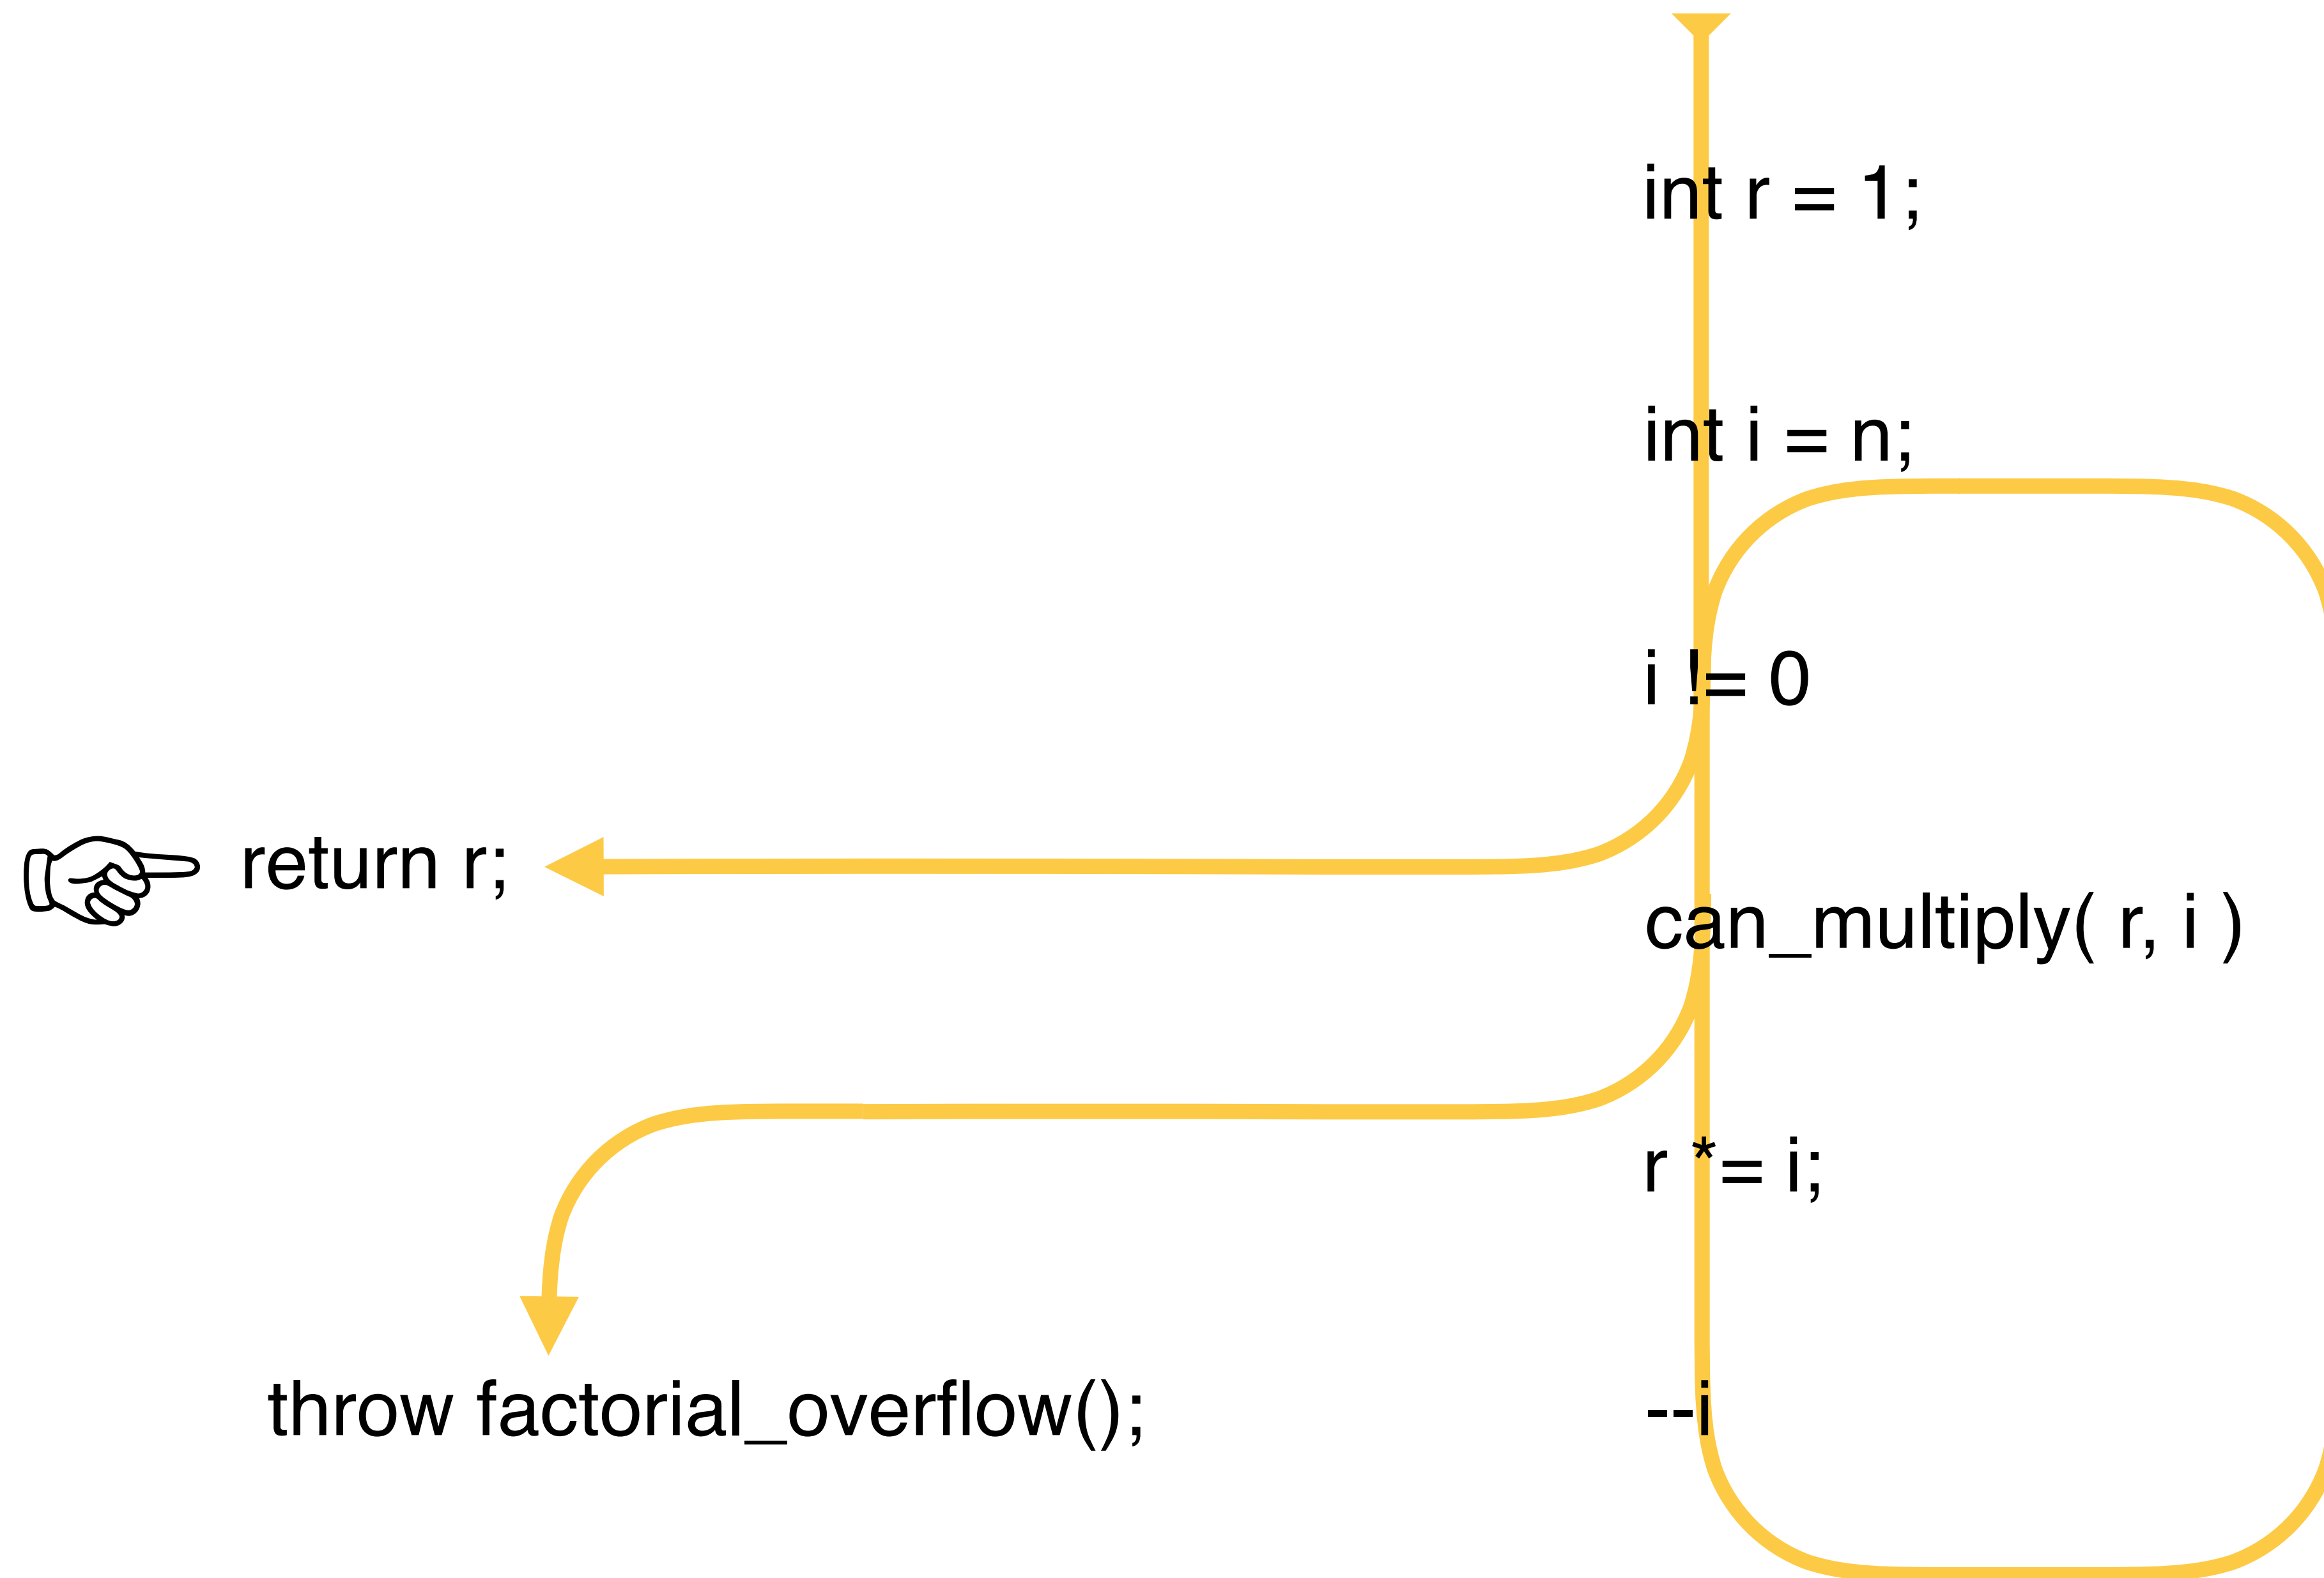 int r = 1;
int i = n;
i != 0
return r;
can_multiply( r, i )
r *= i;
throw factorial_overflow();
--i